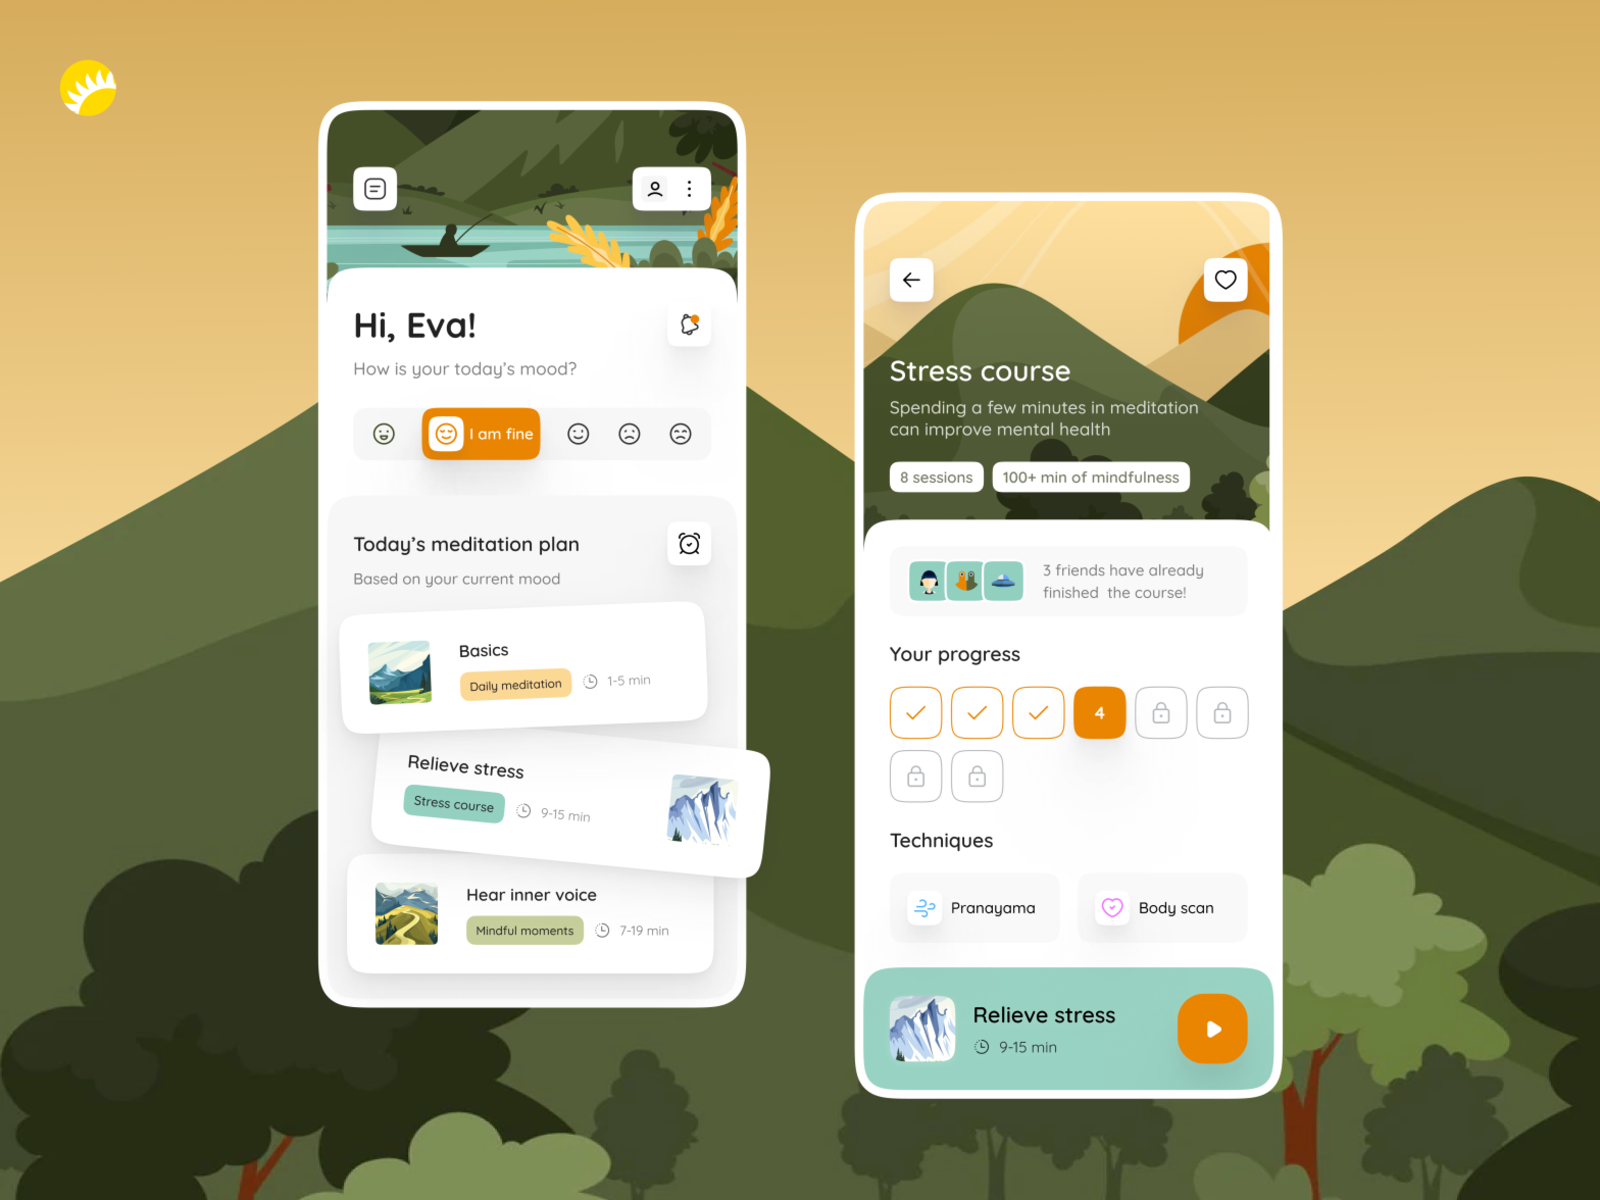 Hi, Eva!
How is your today's mood?
I am fine
Today's meditation plan
Based on your current mood
Basics
Daily meditation
1-5 min
Relieve stress
Stress course
9-15 min
Hear inner voice
Mindful moments
7-19 min
Stress course
Spending a few minutes in meditation
can improve mental health
8 sessions
100+ min of mindfulness
3 friends have already
finished the course!
Your progress
4
Techniques
Pranayama
Body scan
Relieve stress
9-15 min